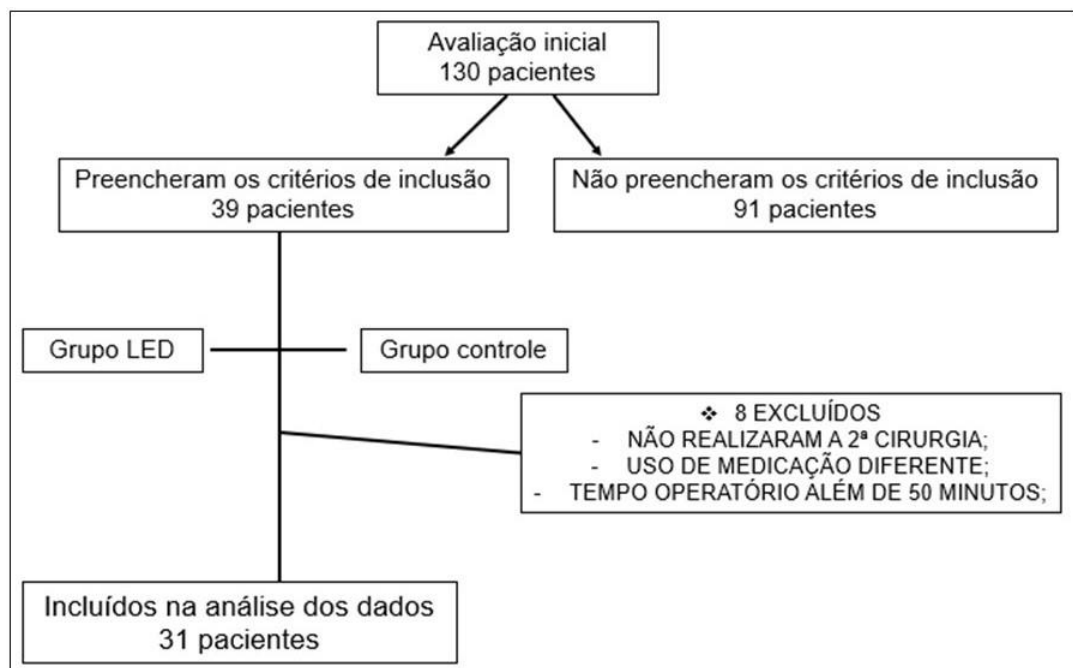 Avaliação inicial
130 pacientes
Preencheram os critérios de inclusão
39 pacientes
Não preencheram os critérios de inclusão
91 pacientes
Grupo LED
Grupo controle
❖ 8 EXCLUÍDOS
- NÃO REALIZARAM A 2ª CIRURGIA;
- USO DE MEDICAÇÃO DIFERENTE;
- TEMPO OPERATÓRIO ALÉM DE 50 MINUTOS;
Incluídos na análise dos dados
31 pacientes